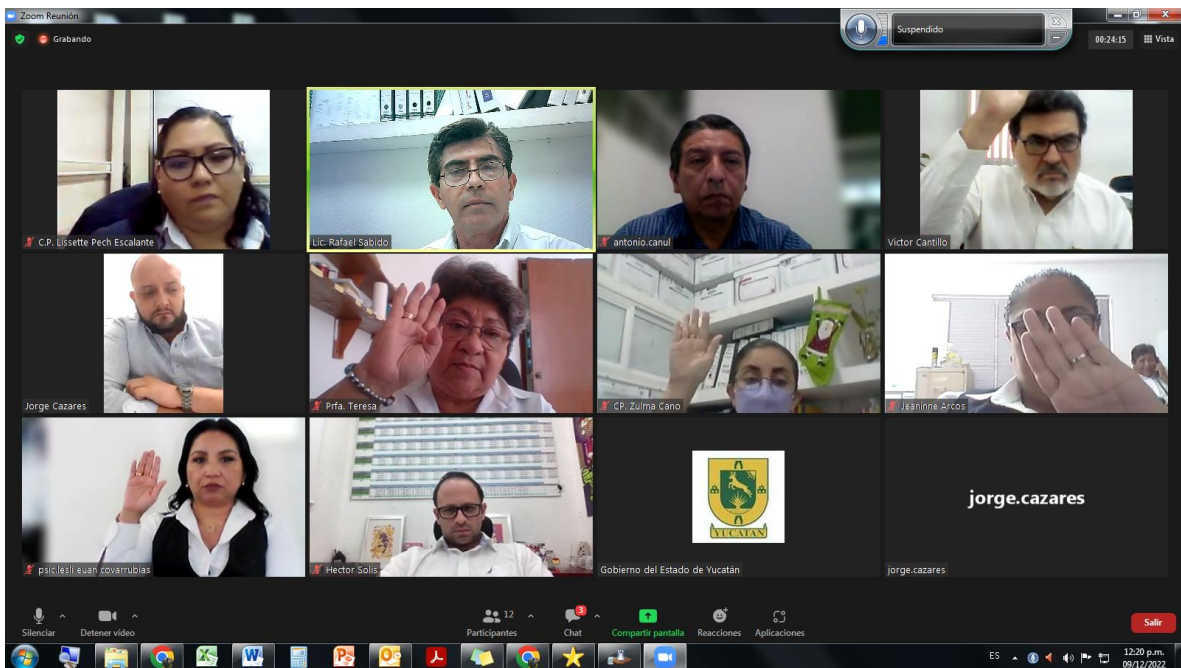 Zoom Reunión
Grabando
Suspendido
00:24:15
Vista
C.P. Lissette Pech Escalante
Lic. Rafael Sabido
antonio.canul
Victor Cantillo
Jorge Cazares
Prfa. Teresa
CP. Zulma Cano
Jeaninne Arcos
psic.lesli euan covarrubias
Hector Solis
YUCATAN
Gobierno del Estado de Yucatán
jorge.cazares
jorge.cazares
Silenciar
Detener video
12
Participantes
3
Chat
Compartir pantalla
Reacciones
Aplicaciones
Salir
ES
12:20 p.m.
09/12/2022